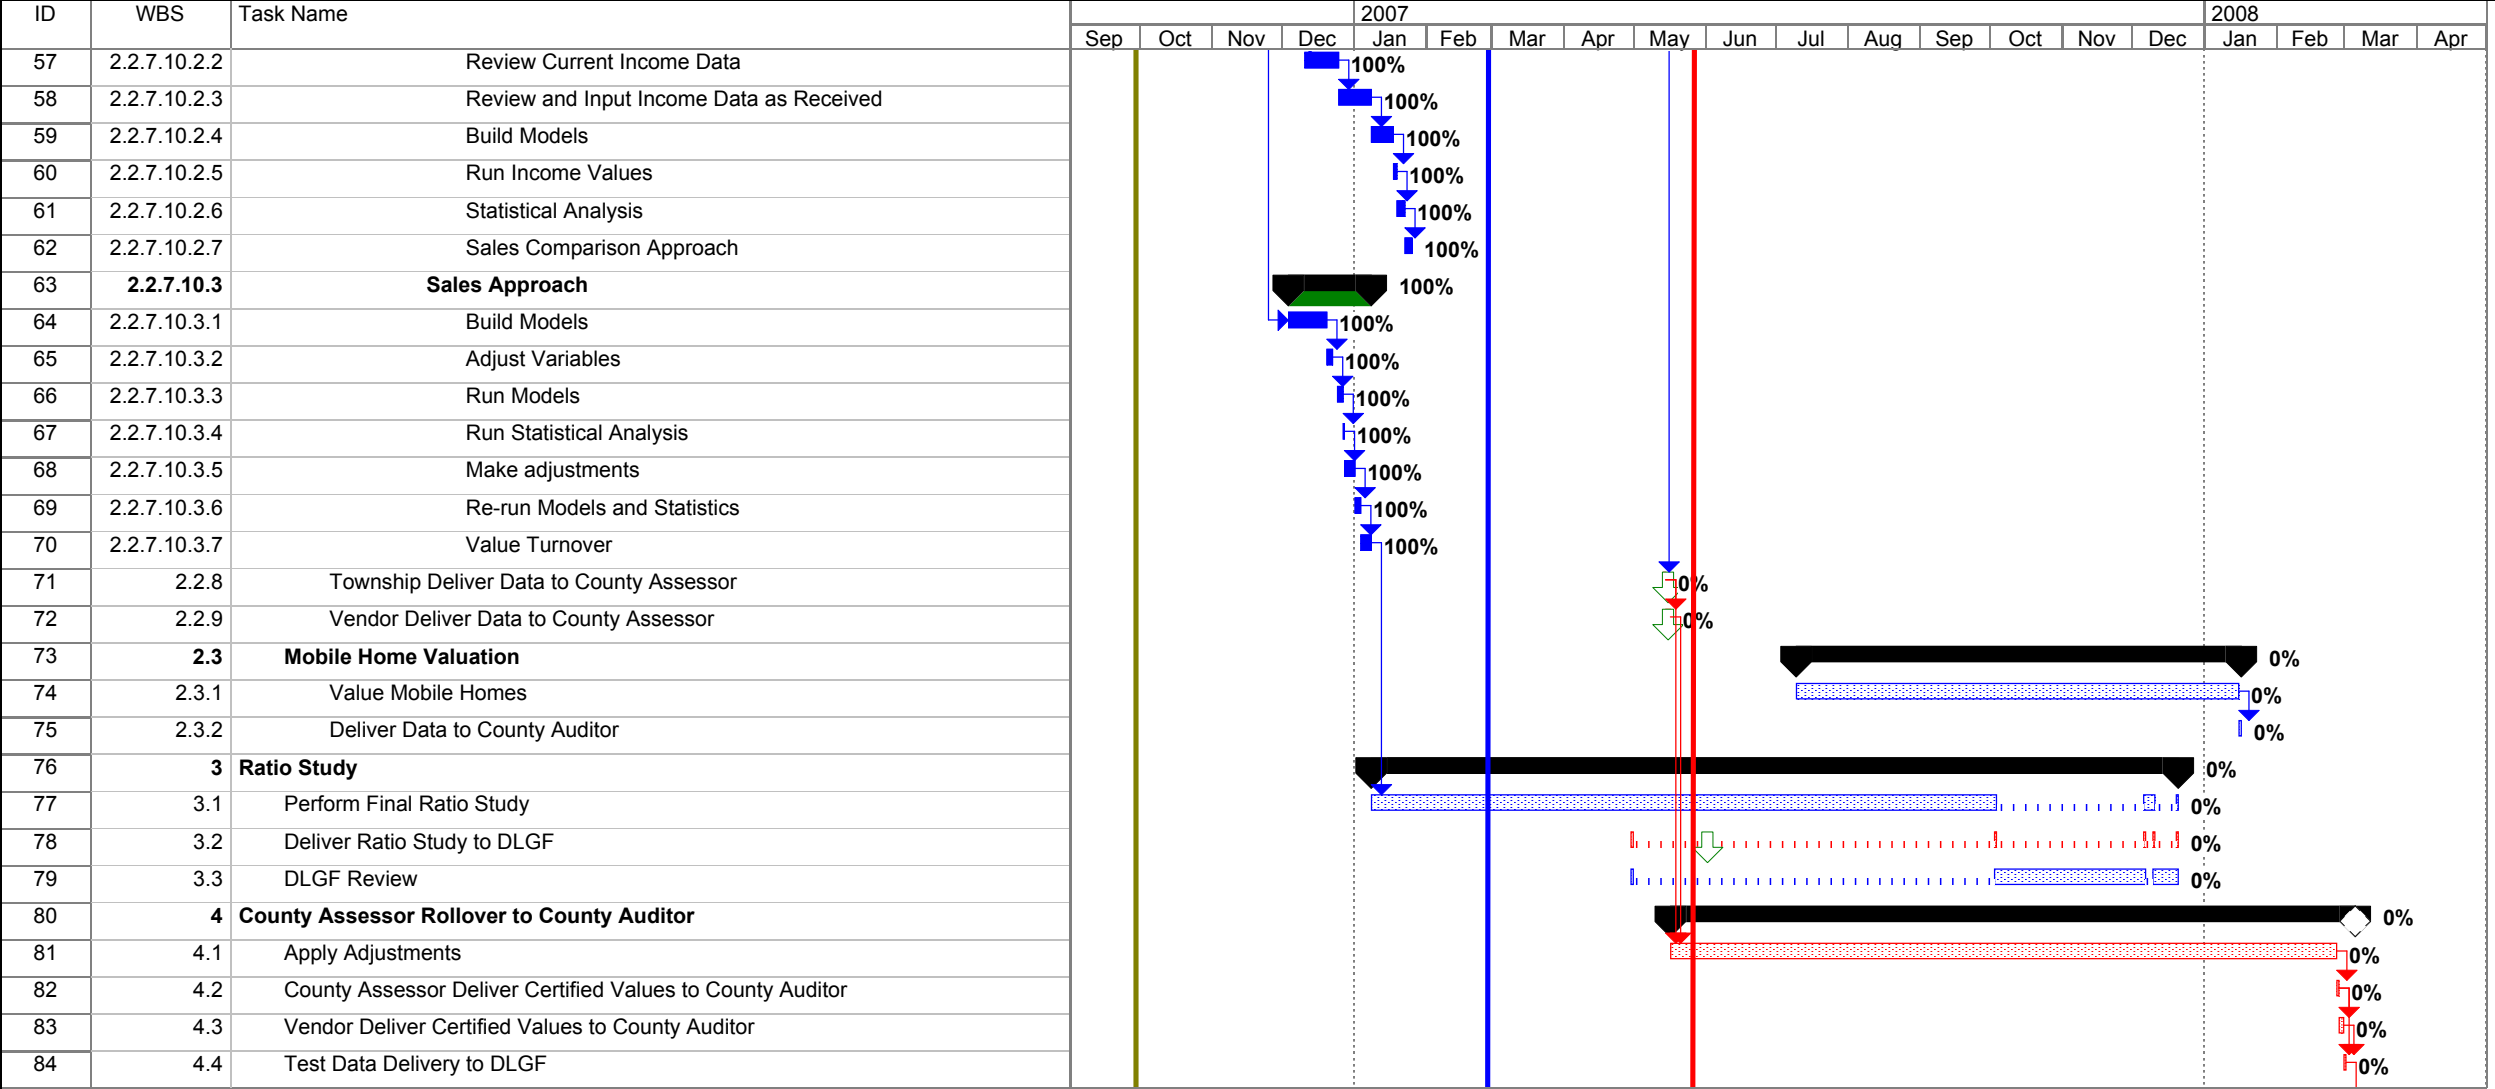 ID WBS Task Name 2007 2008
Sep Oct Nov Dec Jan Feb Mar Apr May Jun Jul Aug Sep Oct Nov Dec Jan Feb Mar Apr
57 2.2.7.10.2.2 Review Current Income Data 100%
58 2.2.7.10.2.3 Review and Input Income Data as Received 100%
59 2.2.7.10.2.4 Build Models 100%
60 2.2.7.10.2.5 Run Income Values 100%
61 2.2.7.10.2.6 Statistical Analysis 100%
62 2.2.7.10.2.7 Sales Comparison Approach 100%
63 2.2.7.10.3 Sales Approach 100%
64 2.2.7.10.3.1 Build Models 100%
65 2.2.7.10.3.2 Adjust Variables 100%
66 2.2.7.10.3.3 Run Models 100%
67 2.2.7.10.3.4 Run Statistical Analysis 100%
68 2.2.7.10.3.5 Make adjustments 100%
69 2.2.7.10.3.6 Re-run Models and Statistics 100%
70 2.2.7.10.3.7 Value Turnover 100%
71 2.2.8 Township Deliver Data to County Assessor 0%
72 2.2.9 Vendor Deliver Data to County Assessor 0%
73 2.3 Mobile Home Valuation 0%
74 2.3.1 Value Mobile Homes 0%
75 2.3.2 Deliver Data to County Auditor 0%
76 3 Ratio Study 0%
77 3.1 Perform Final Ratio Study 0%
78 3.2 Deliver Ratio Study to DLGF 0%
79 3.3 DLGF Review 0%
80 4 County Assessor Rollover to County Auditor 0%
81 4.1 Apply Adjustments 0%
82 4.2 County Assessor Deliver Certified Values to County Auditor 0%
83 4.3 Vendor Deliver Certified Values to County Auditor 0%
84 4.4 Test Data Delivery to DLGF 0%